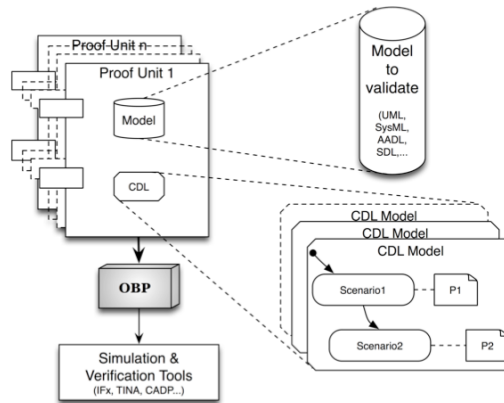 Proof Unit n
Proof Unit 1
Model
CDL
OBP
Simulation &
Verification Tools
(IFx, TINA, CADP...)
Model
to
validate
(UML,
SysML,
AADL,
SDL,...
CDL Model
CDL Model
CDL Model
Scenario1
P1
Scenario2
P2